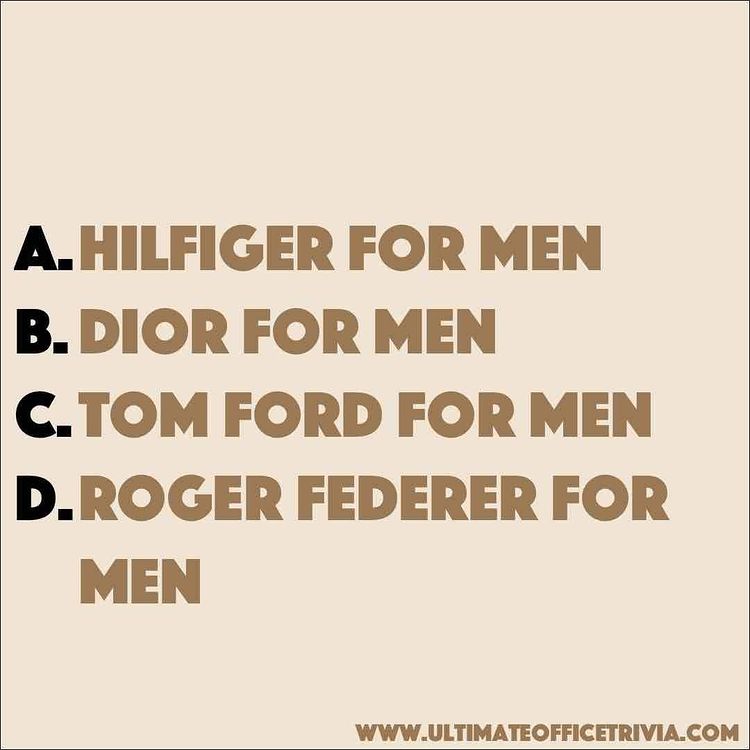 A. HILFIGER FOR MEN
B. DIOR FOR MEN
C. TOM FORD FOR MEN
D. ROGER FEDERER FOR
MEN
WWW.ULTIMATEOFFICETRIVIA.COM